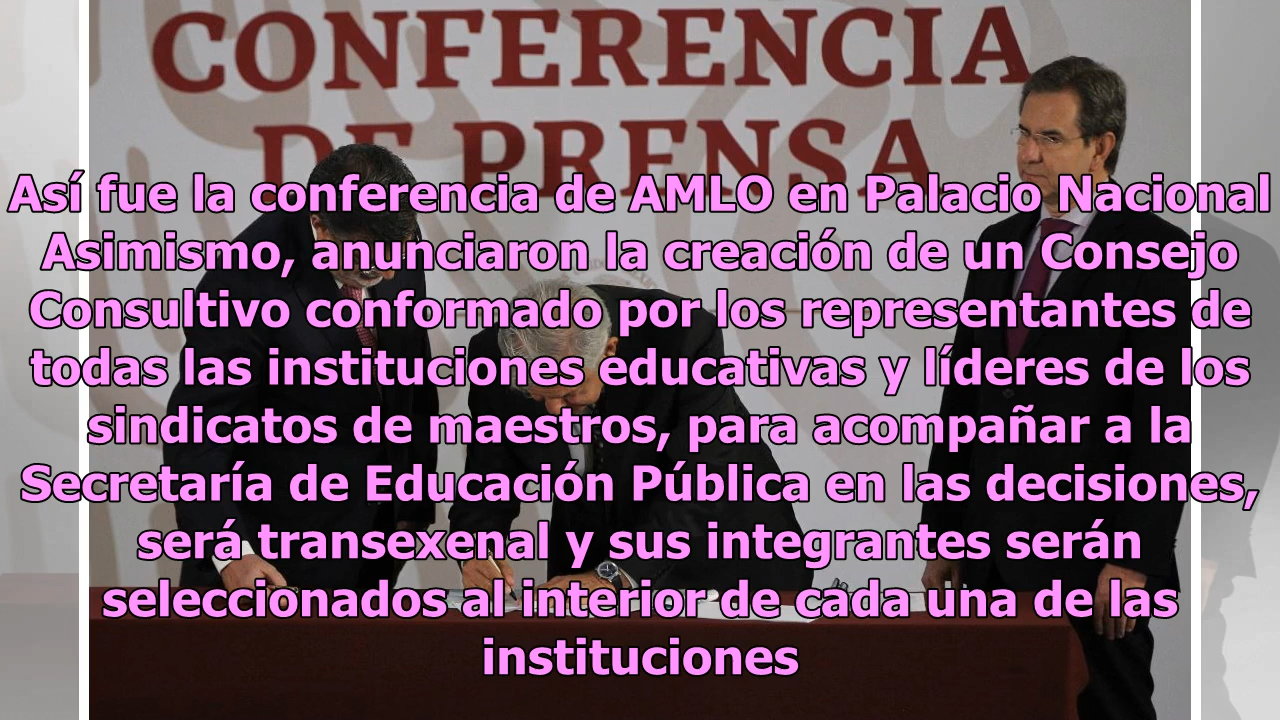 CONFERENCIA
DE PRENSA
Así fue la conferencia de AMLO en Palacio Nacional
Asimismo, anunciaron la creación de un Consejo
Consultivo conformado por los representantes de
todas las instituciones educativas y líderes de los
sindicatos de maestros, para acompañar a la
Secretaría de Educación Pública en las decisiones,
será transexenal y sus integrantes serán
seleccionados al interior de cada una de las
instituciones